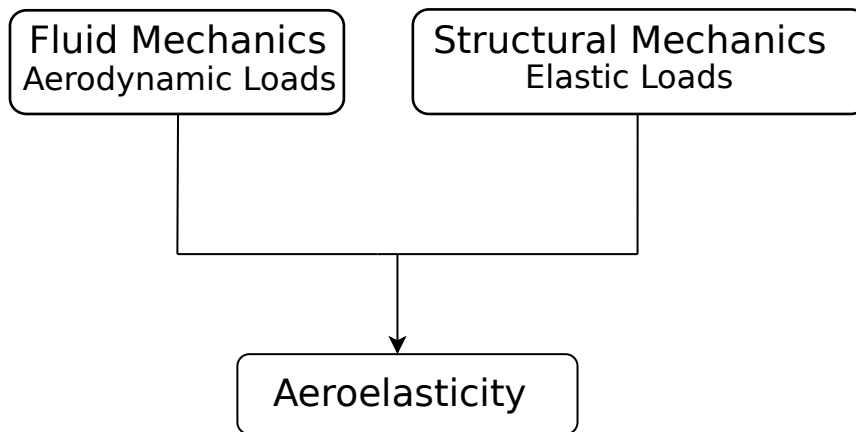 Fluid Mechanics
Aerodynamic Loads
Structural Mechanics
Elastic Loads
Aeroelasticity